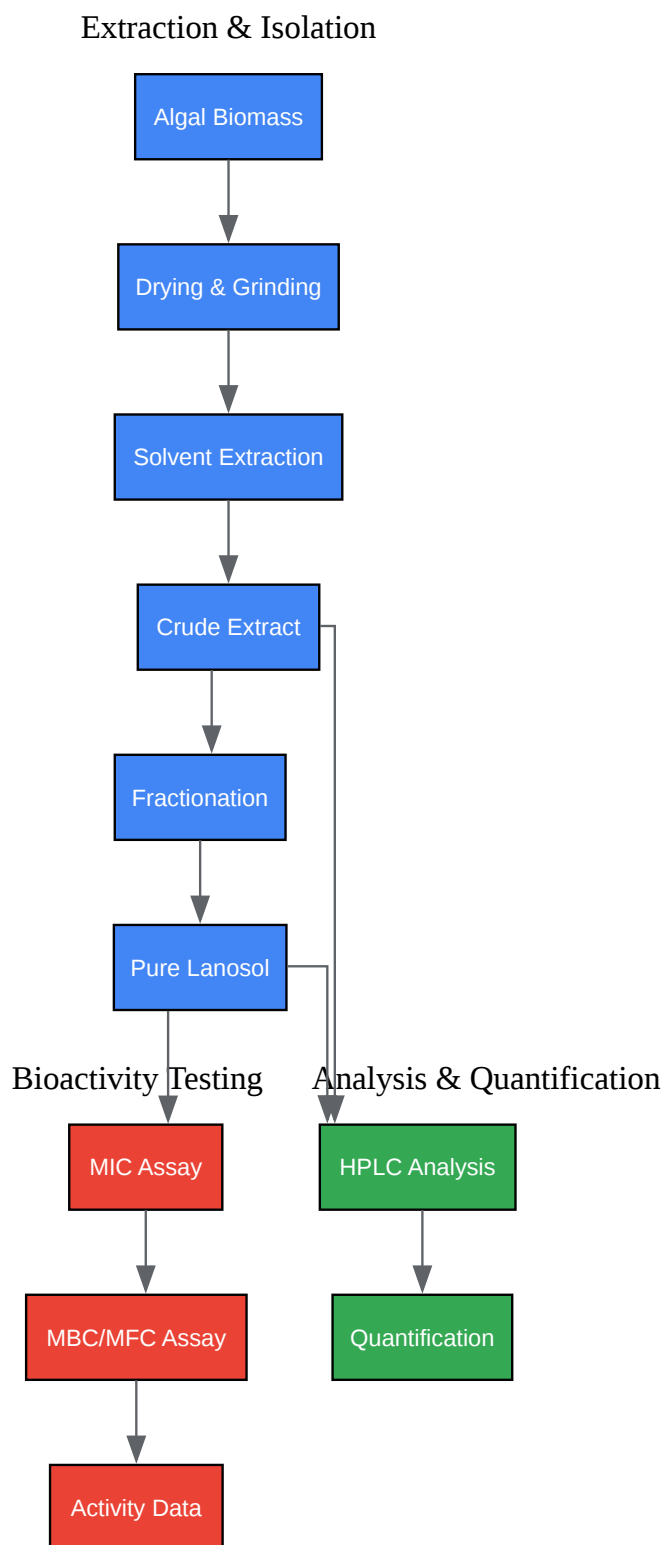 Extraction & Isolation
Algal Biomass
Drying & Grinding
Solvent Extraction
Crude Extract
Fractionation
Pure Lanosol
Bioactivity Testing
Analysis & Quantification
MIC Assay
HPLC Analysis
MBC/MFC Assay
Quantification
Activity Data